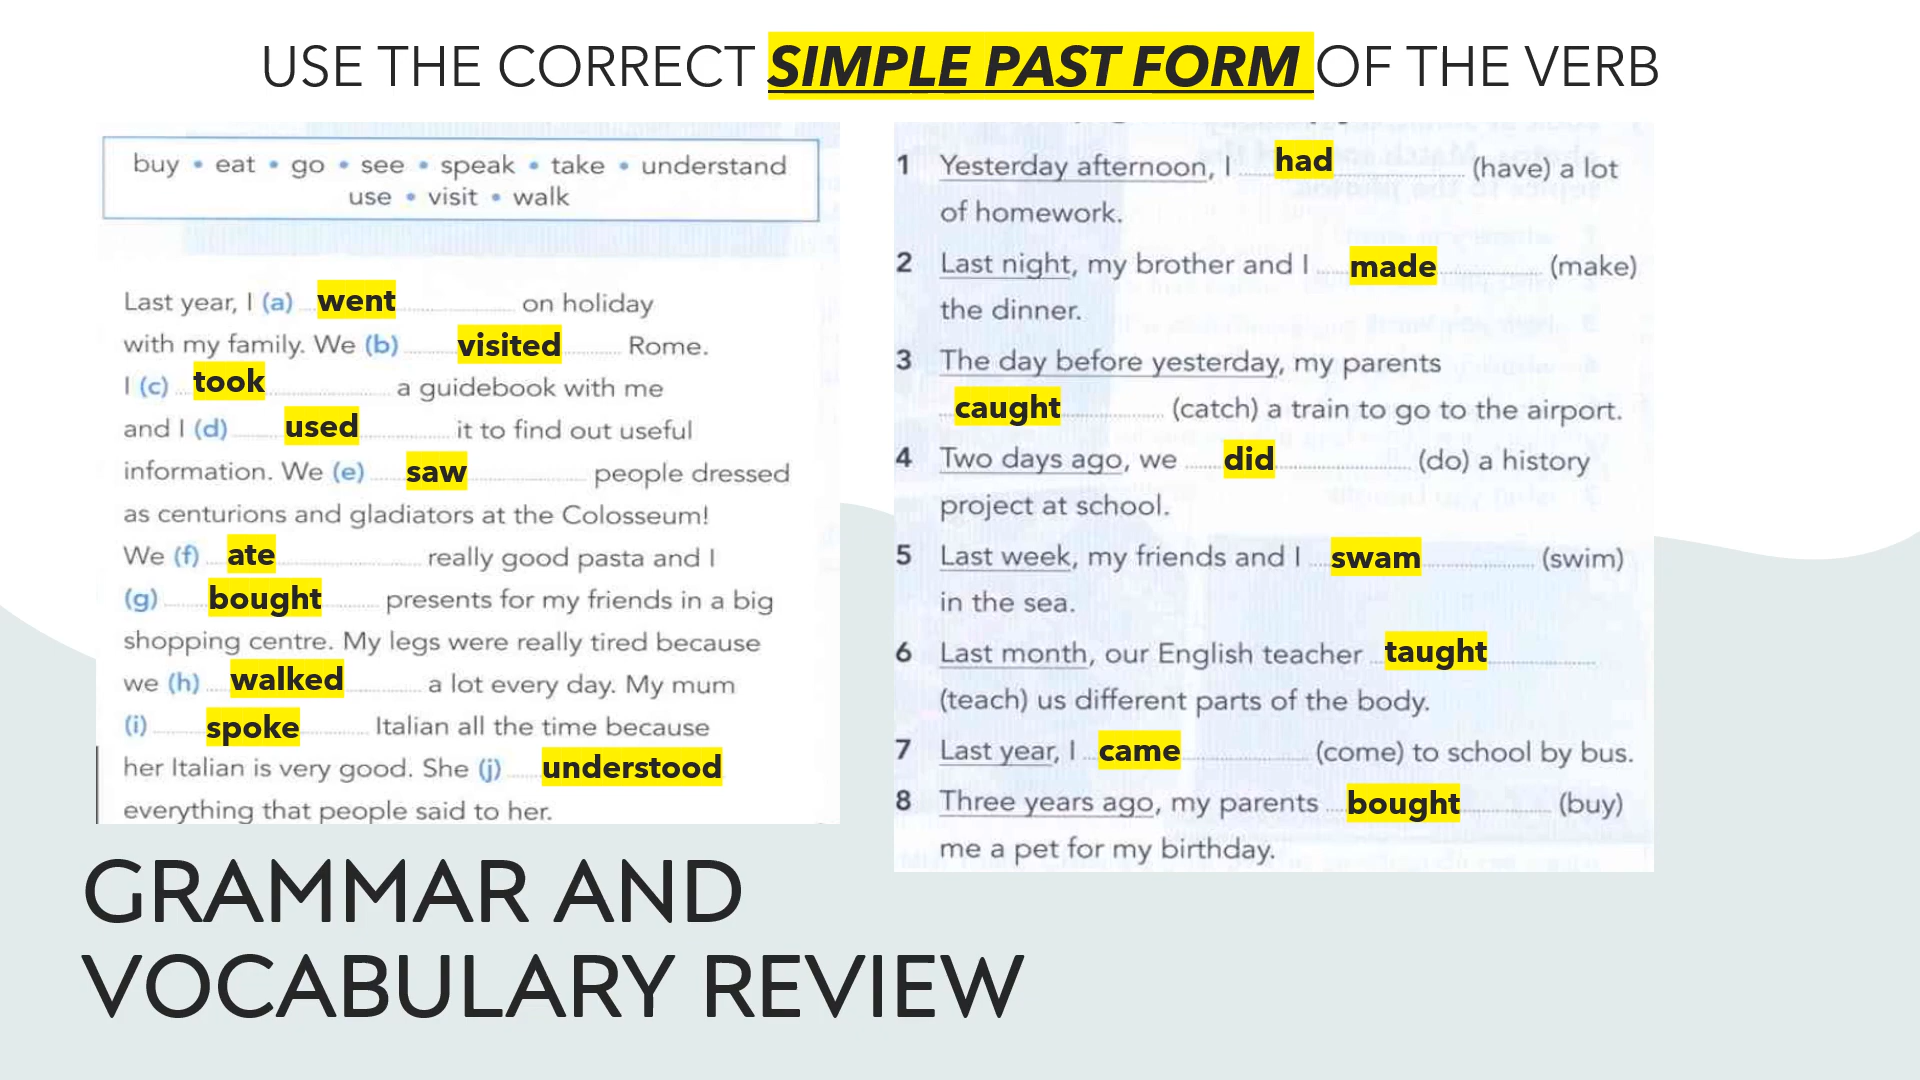 USE THE CORRECT SIMPLE PAST FORM OF THE VERB
buy • eat • go • see • speak • take • understand
use • visit • walk
Last year, I (a) went on holiday
with my family. We (b) visited Rome.
I (c) took a guidebook with me
and I (d) used it to find out useful
information. We (e) saw people dressed
as centurions and gladiators at the Colosseum!
We (f) ate really good pasta and I
(g) bought presents for my friends in a big
shopping centre. My legs were really tired because
we (h) walked a lot every day. My mum
(i) spoke Italian all the time because
her Italian is very good. She (j) understood
everything that people said to her.
1 Yesterday afternoon, I had (have) a lot
of homework.
2 Last night, my brother and I made (make)
the dinner.
3 The day before yesterday, my parents
caught (catch) a train to go to the airport.
4 Two days ago, we did (do) a history
project at school.
5 Last week, my friends and I swam (swim)
in the sea.
6 Last month, our English teacher taught
(teach) us different parts of the body.
7 Last year, I came (come) to school by bus.
8 Three years ago, my parents bought (buy)
me a pet for my birthday.
GRAMMAR AND
VOCABULARY REVIEW